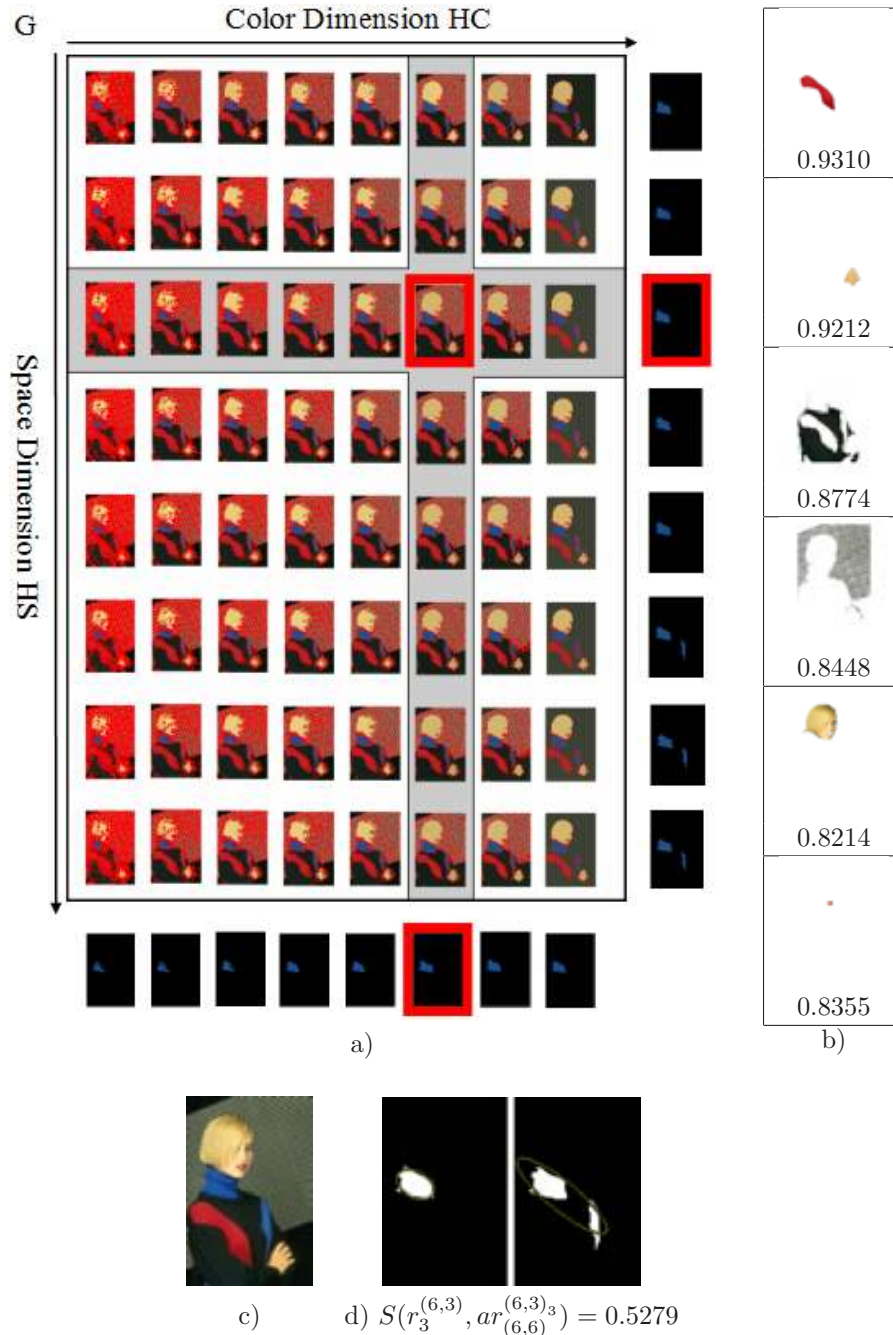 G
Color Dimension HC
Space Dimension HS
a)
0.9310
0.9212
0.8774
0.8448
0.8214
0.8355
b)
c)
d) $S(r_3^{(6,3)}, ar_{(6,6)}^{(6,3)_3}) = 0.5279$